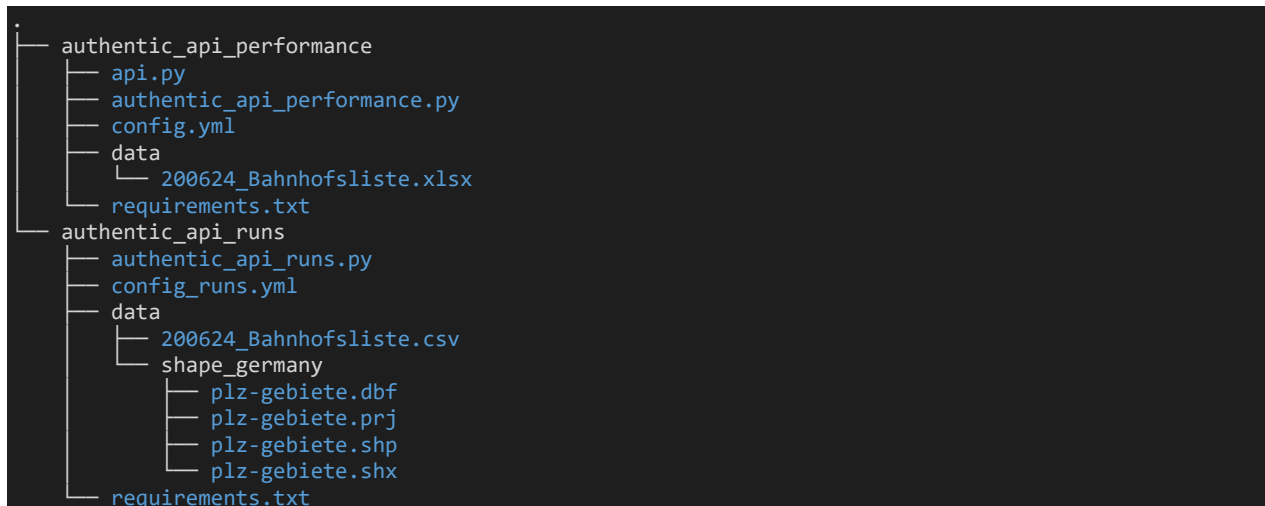 .
├── authentic_api_performance
│   ├── api.py
│   ├── authentic_api_performance.py
│   ├── config.yml
│   ├── data
│   │   └── 200624_Bahnhofsliste.xlsx
│   └── requirements.txt
└── authentic_api_runs
    ├── authentic_api_runs.py
    ├── config_runs.yml
    ├── data
    │   ├── 200624_Bahnhofsliste.csv
    │   └── shape_germany
    │       ├── plz-gebiete.dbf
    │       ├── plz-gebiete.prj
    │       ├── plz-gebiete.shp
    │       └── plz-gebiete.shx
    └── requirements.txt